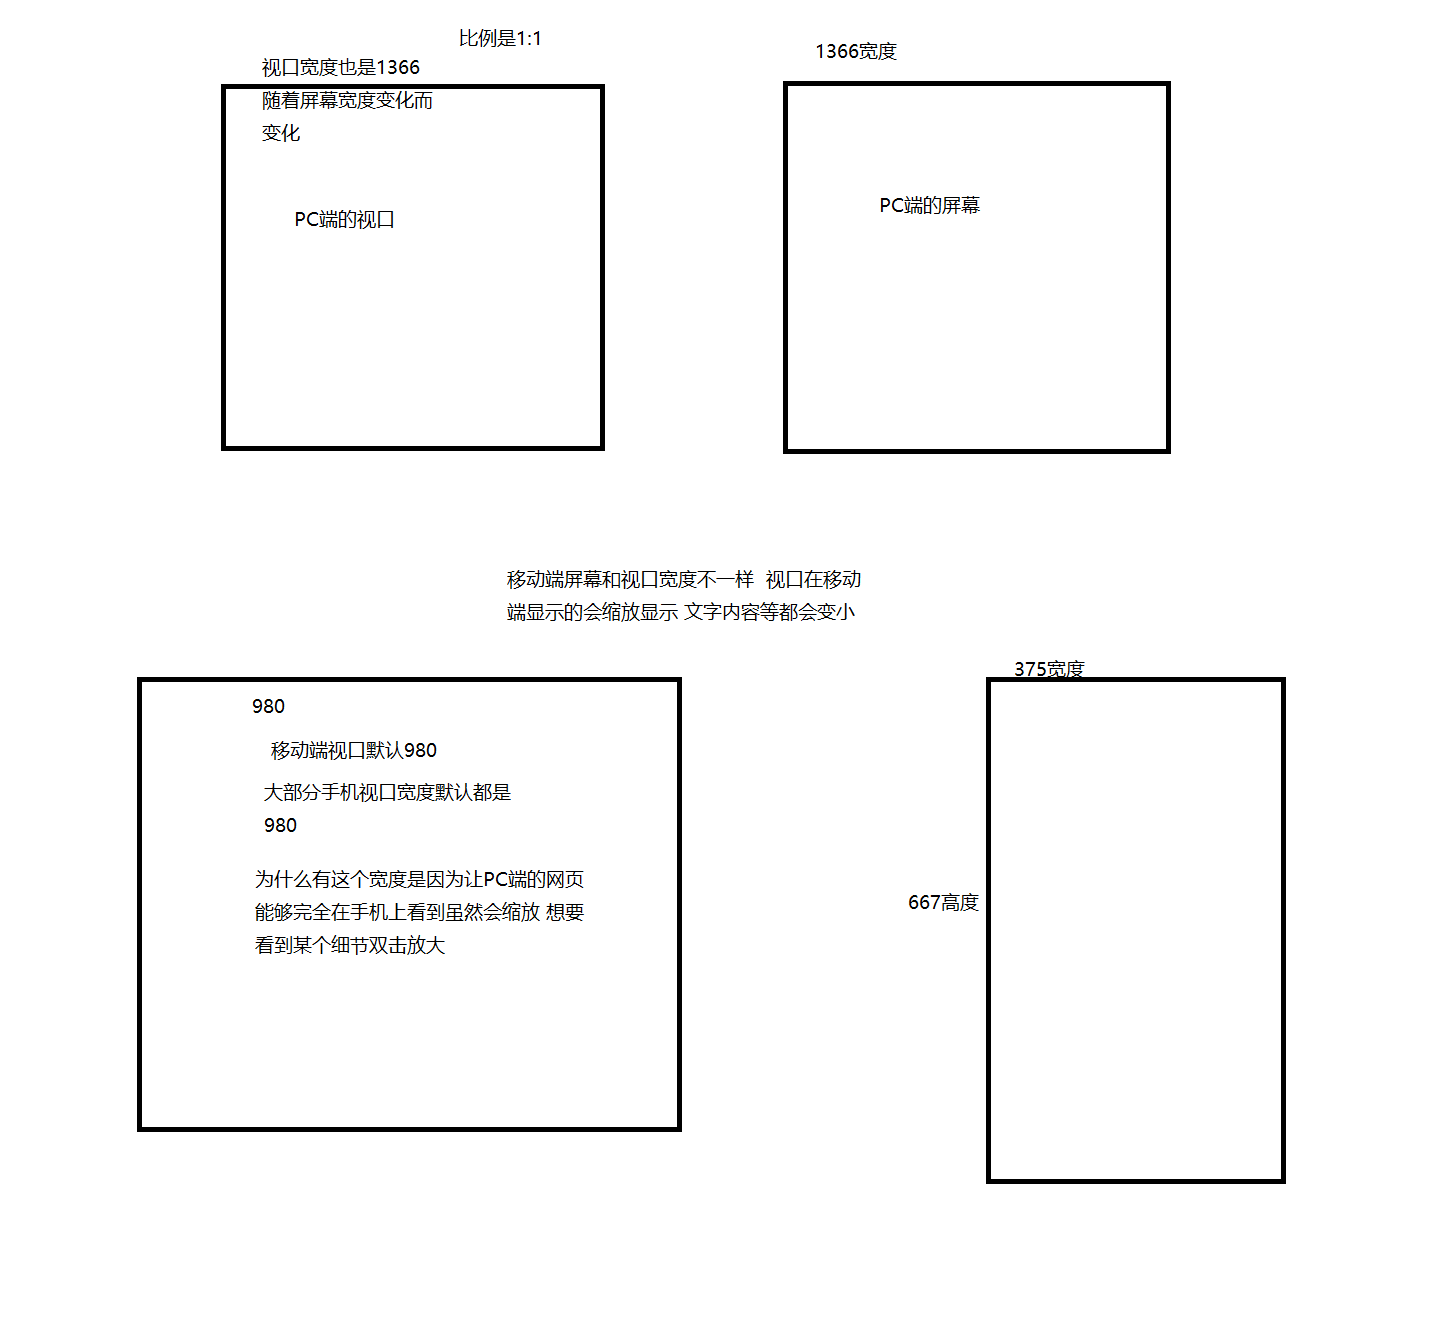 比例是1:1
视口宽度也是1366
随着屏幕宽度变化而
变化
PC端的视口
1366宽度
PC端的屏幕
移动端屏幕和视口宽度不一样  视口在移动
端显示的会缩放显示 文字内容等都会变小
980
移动端视口默认980
大部分手机视口宽度默认都是
980
为什么有这个宽度是因为让PC端的网页
能够完全在手机上看到虽然会缩放 想要
看到某个细节双击放大
375宽度
667高度